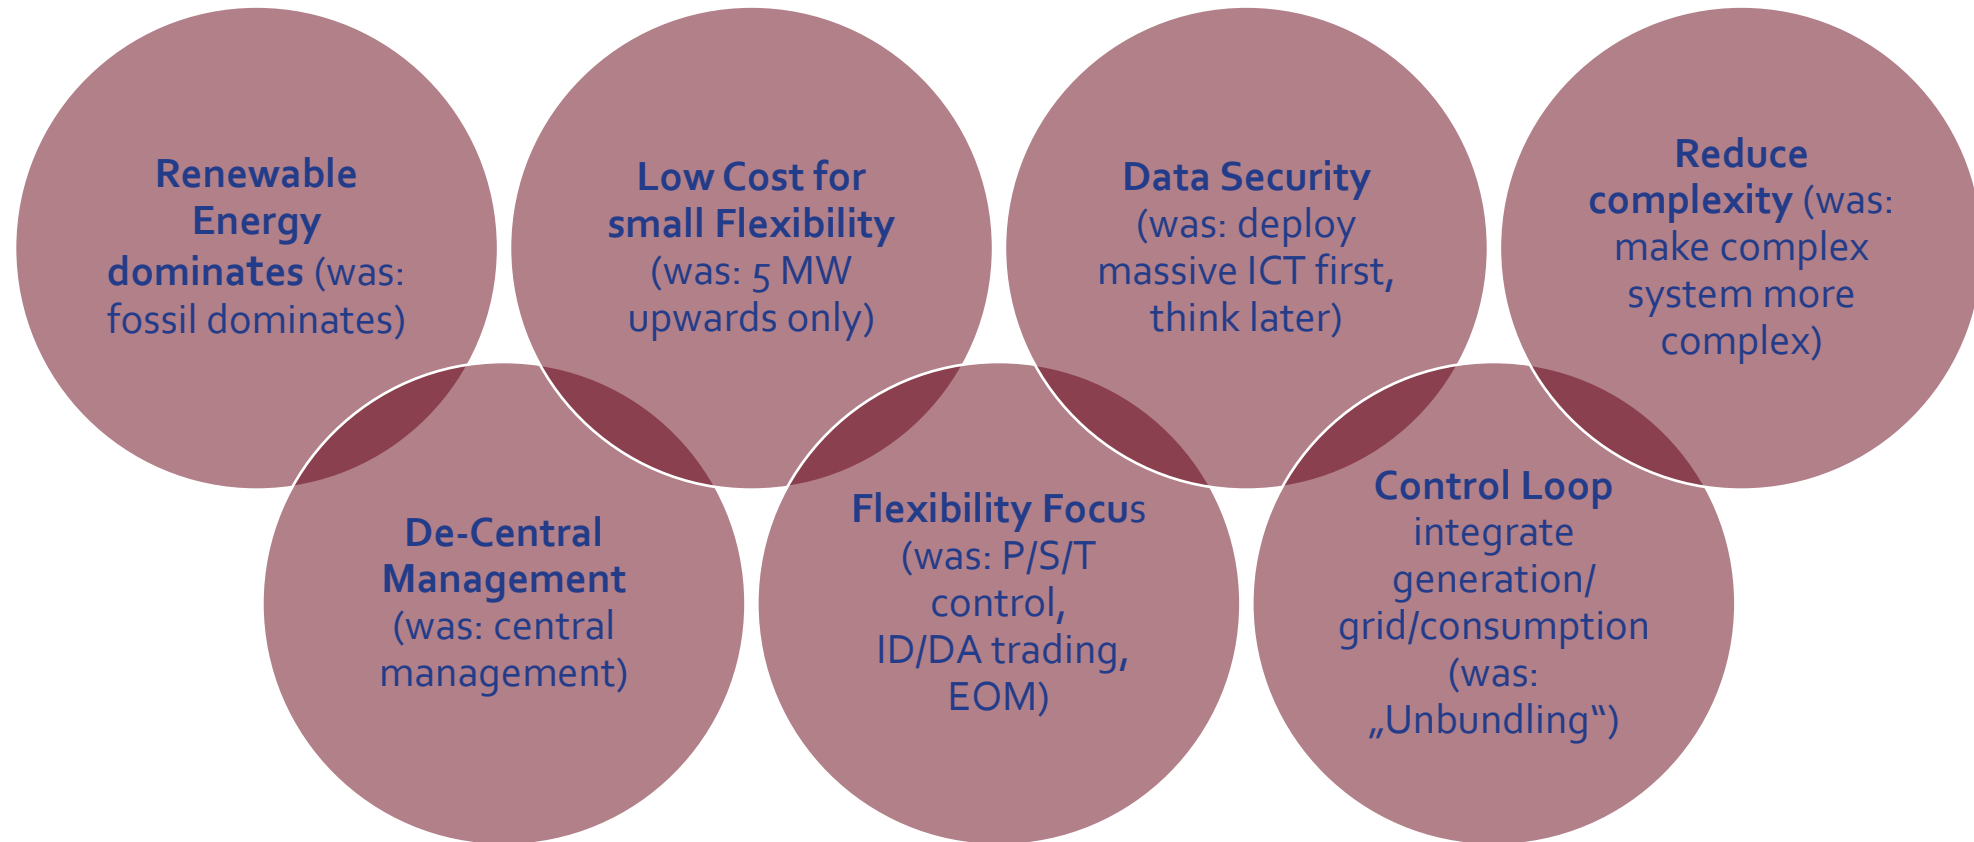 Renewable
Energy
dominates (was:
fossil dominates)
De-Central
Management
(was: central
management)
Low Cost for
small Flexibility
(was: 5 MW
upwards only)
Flexibility Focus
(was: P/S/T
control,
ID/DA trading,
EOM)
Data Security
(was: deploy
massive ICT first,
think later)
Control Loop
integrate
generation/
grid/consumption
(was:
„Unbundling“)
Reduce
complexity (was:
make complex
system more
complex)